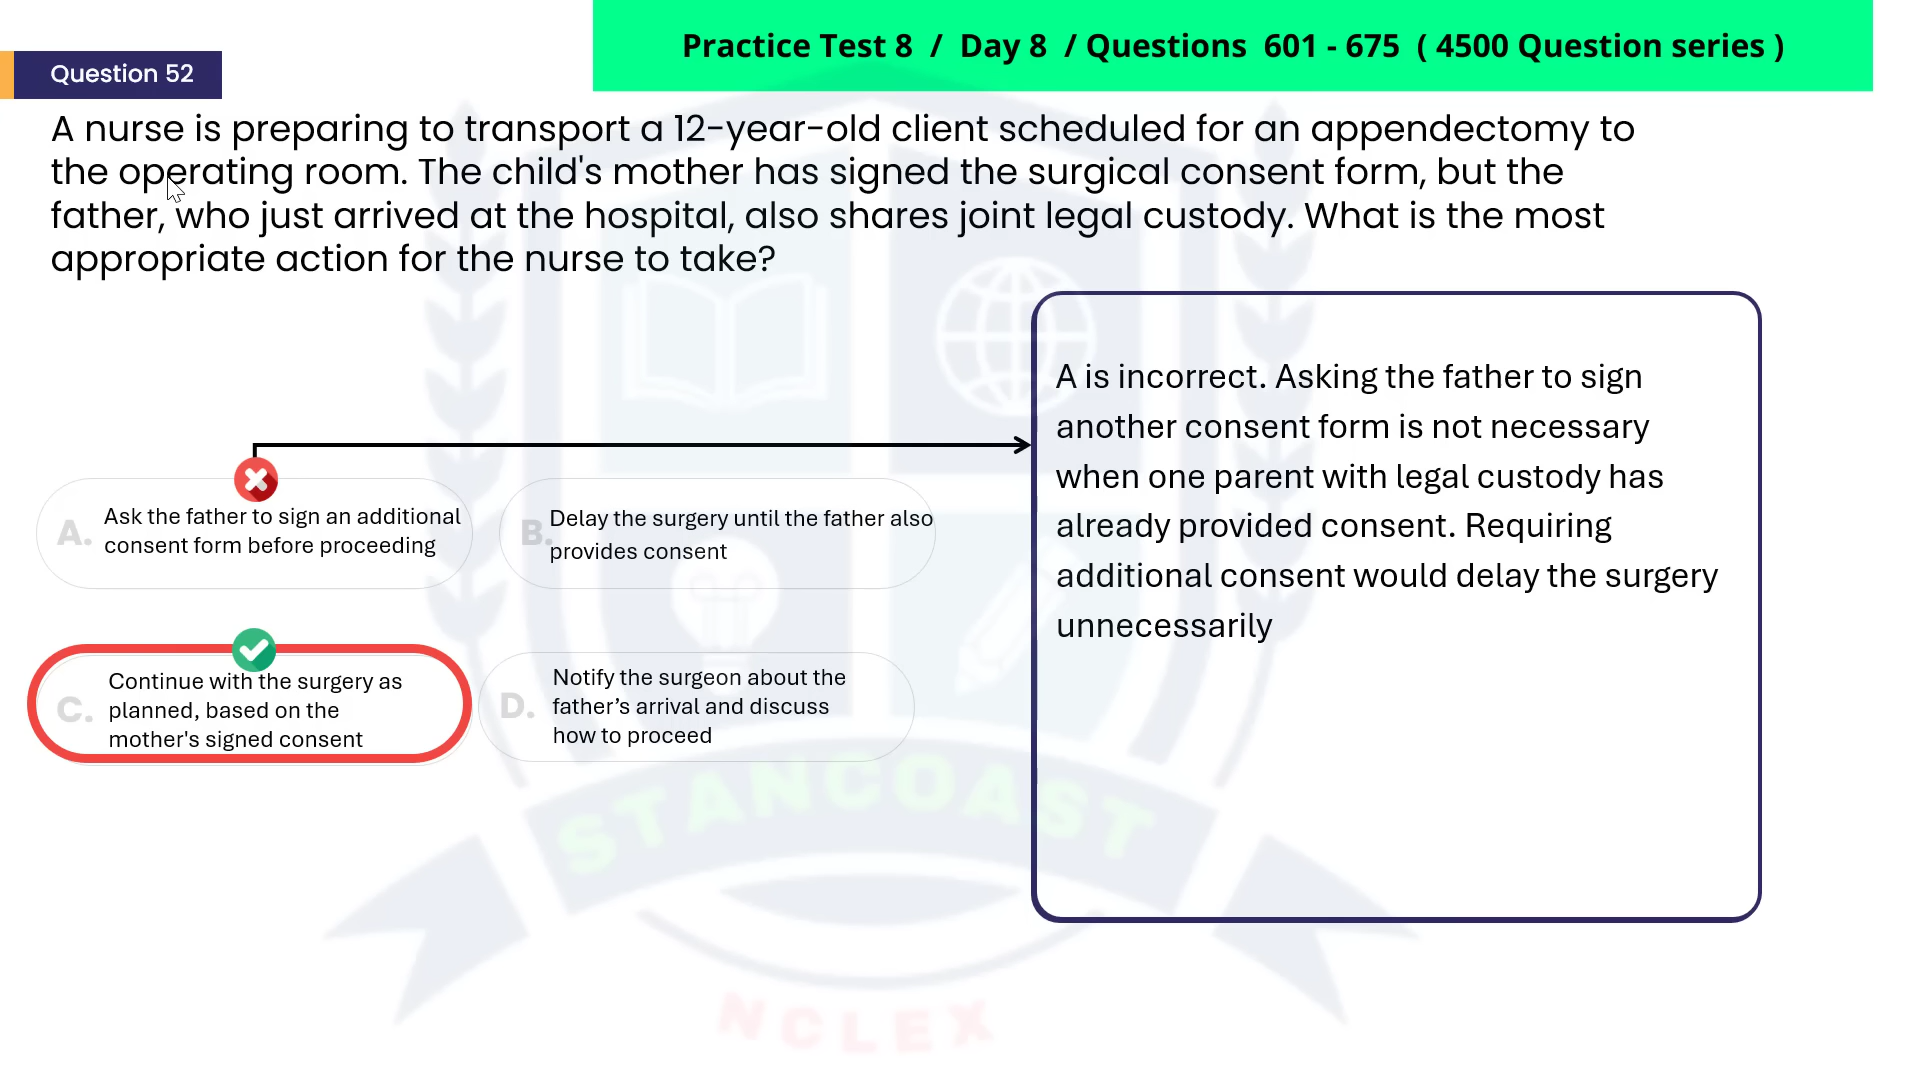 Practice Test 8 / Day 8 / Questions 601 - 675 ( 4500 Question series )
Question 52
A nurse is preparing to transport a 12-year-old client scheduled for an appendectomy to
the operating room. The child's mother has signed the surgical consent form, but the
father, who just arrived at the hospital, also shares joint legal custody. What is the most
appropriate action for the nurse to take?
A. Ask the father to sign an additional
consent form before proceeding
B. Delay the surgery until the father also
provides consent
C. Continue with the surgery as
planned, based on the
mother's signed consent
D. Notify the surgeon about the
father’s arrival and discuss
how to proceed
A is incorrect. Asking the father to sign
another consent form is not necessary
when one parent with legal custody has
already provided consent. Requiring
additional consent would delay the surgery
unnecessarily
STANCOAST
NCLEX